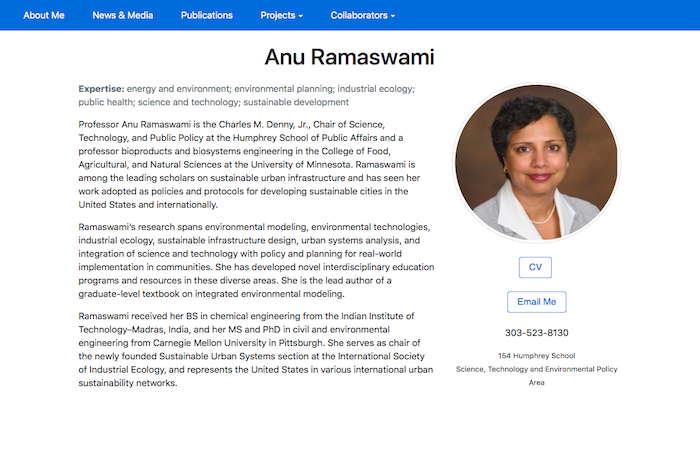 About Me News & Media Publications Projects Collaborators
Anu Ramaswami
Expertise: energy and environment; environmental planning; industrial ecology;
public health; science and technology; sustainable development
Professor Anu Ramaswami is the Charles M. Denny, Jr., Chair of Science,
Technology, and Public Policy at the Humphrey School of Public Affairs and a
professor bioproducts and biosystems engineering in the College of Food,
Agricultural, and Natural Sciences at the University of Minnesota. Ramaswami is
among the leading scholars on sustainable urban infrastructure and has seen her
work adopted as policies and protocols for developing sustainable cities in the
United States and internationally.
Ramaswami's research spans environmental modeling, environmental technologies,
industrial ecology, sustainable infrastructure design, urban systems analysis, and
integration of science and technology with policy and planning for real-world
implementation in communities. She has developed novel interdisciplinary education
programs and resources in these diverse areas. She is the lead author of a
graduate-level textbook on integrated environmental modeling.
Ramaswami received her BS in chemical engineering from the Indian Institute of
Technology–Madras, India, and her MS and PhD in civil and environmental
engineering from Carnegie Mellon University in Pittsburgh. She serves as chair of
the newly founded Sustainable Urban Systems section at the International Society
of Industrial Ecology, and represents the United States in various international urban
sustainability networks.
CV
Email Me
303-523-8130
154 Humphrey School
Science, Technology and Environmental Policy
Area